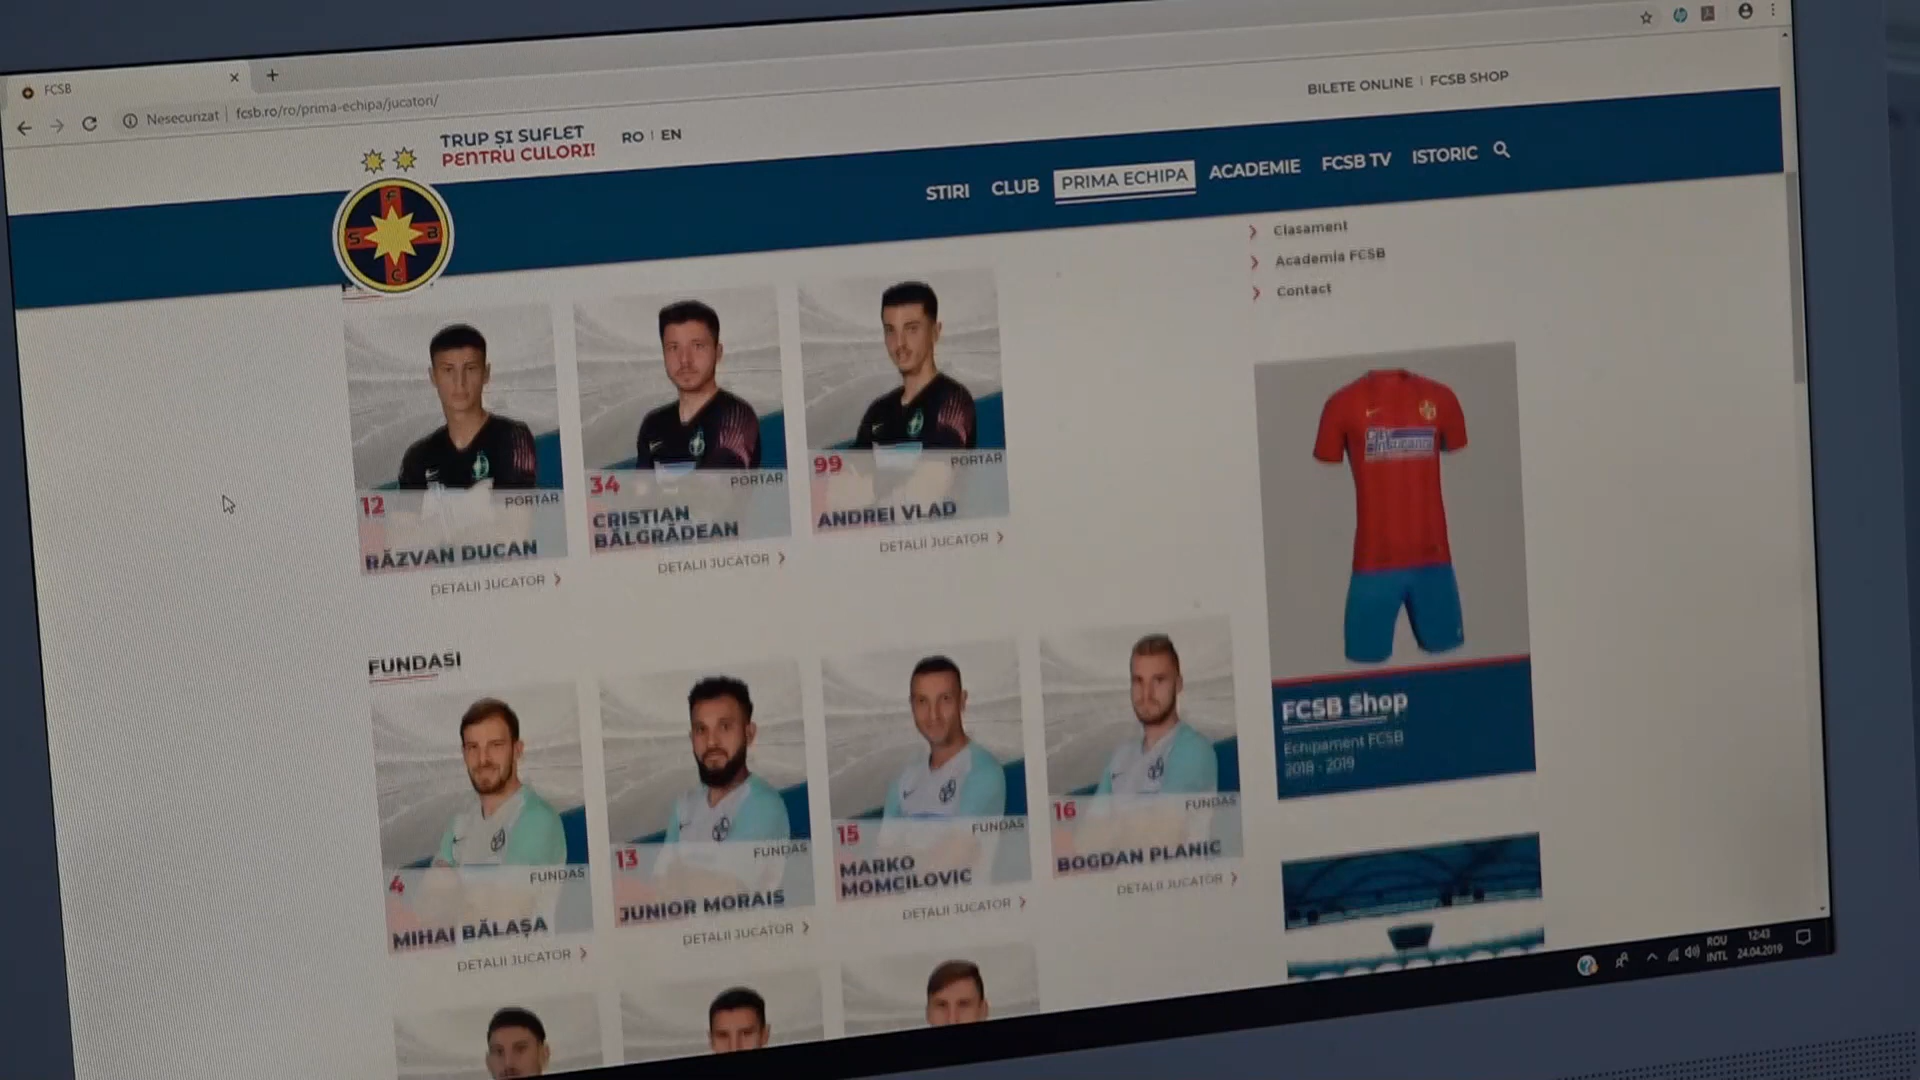 FCSB
Nesecurizat | fcsb.ro/ro/prima-echipa/jucatori/
BILETE ONLINE | FCSB SHOP
TRUP ȘI SUFLET
PENTRU CULORI!
RO | EN
STIRI CLUB PRIMA ECHIPA ACADEMIE FCSB TV ISTORIC
F
S B
C
Clasament
Academia FCSB
Contact
12 PORTAR
RĂZVAN DUCAN
DETALII JUCATOR
34 PORTAR
CRISTIAN
BĂLGRĂDEAN
DETALII JUCATOR
99 PORTAR
ANDREI VLAD
DETALII JUCATOR
FUNDASI
4 FUNDAS
MIHAI BĂLAȘA
DETALII JUCATOR
13 FUNDAS
JUNIOR MORAIS
DETALII JUCATOR
15 FUNDAS
MARKO
MOMCILOVIC
DETALII JUCATOR
16 FUNDAS
BOGDAN PLANIC
DETALII JUCATOR
FCSB Shop
Echipament FCSB
2018 - 2019
ROU
INTL
12:43
24.04.2019